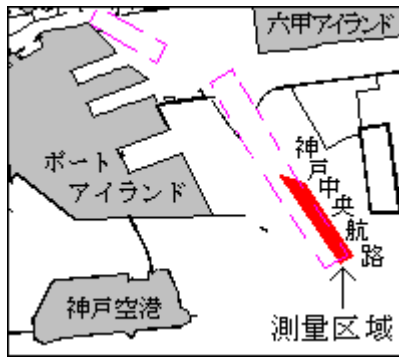 六甲アイランド
ポート
アイランド
神戸中央航路
神戸空港
測量区域